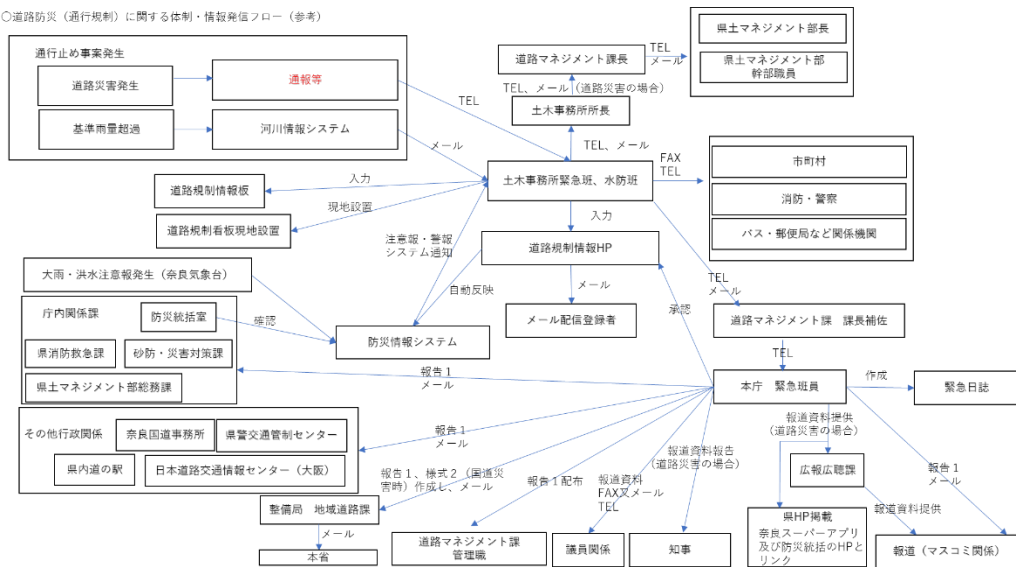 ○道路防災（通行規制）に関する体制・情報発信フロー（参考）
通行止め事案発生
道路災害発生
通報等
基準雨量超過
河川情報システム
TEL
メール
道路マネジメント課長
TEL
メール
県土マネジメント部長
県土マネジメント部
幹部職員
TEL、メール（道路災害の場合）
土木事務所所長
TEL、メール
土木事務所緊急班、水防班
FAX
TEL
市町村
消防・警察
バス・郵便局など関係機関
道路規制情報板
入力
道路規制看板現地設置
現地設置
注意報・警報
システム通知
入力
道路規制情報HP
自動反映
メール
メール配信登録者
承認
TEL
メール
道路マネジメント課　課長補佐
TEL
大雨・洪水注意報発生（奈良気象台）
庁内関係課
防災統括室
確認
県消防救急課
砂防・災害対策課
県土マネジメント部総務課
防災情報システム
報告１
メール
本庁　緊急班員
作成
緊急日誌
その他行政関係
奈良国道事務所
県警交通管制センター
県内道の駅
日本道路交通情報センター（大阪）
報告１
メール
報告１、様式２（国道災
害時）作成し、メール
整備局　地域道路課
メール
本省
報告１配布
道路マネジメント課
管理職
報道資料
FAX又メール
TEL
議員関係
報道資料報告
（道路災害の場合）
知事
報道資料提供
（道路災害の場合）
広報広聴課
県HP掲載
奈良スーパーアプリ
及び防災統括のHPと
リンク
報道資料提供
報告１
メール
報道（マスコミ関係）